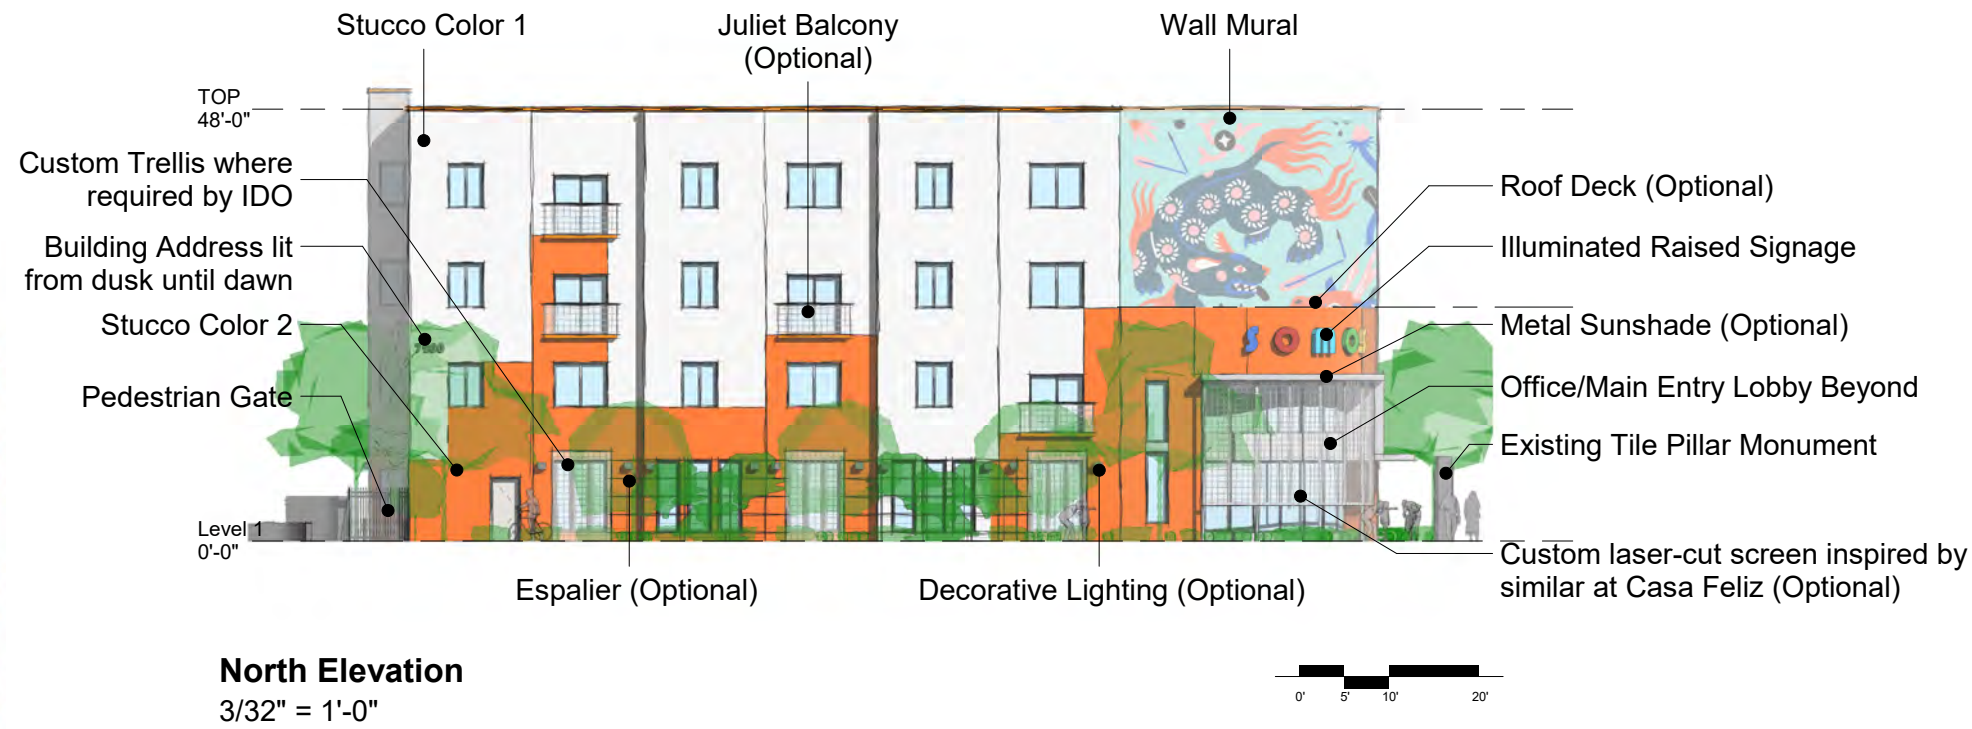 Stucco Color 1
Juliet Balcony
(Optional)
Wall Mural
TOP
48'-0"
Custom Trellis where
required by IDO
Building Address lit
from dusk until dawn
Stucco Color 2
Pedestrian Gate
Level 1
0'-0"
Roof Deck (Optional)
Illuminated Raised Signage
SOMOS
Metal Sunshade (Optional)
Office/Main Entry Lobby Beyond
Existing Tile Pillar Monument
Custom laser-cut screen inspired by
similar at Casa Feliz (Optional)
Espalier (Optional)
Decorative Lighting (Optional)
North Elevation
3/32" = 1'-0"
0' 5' 10' 20'